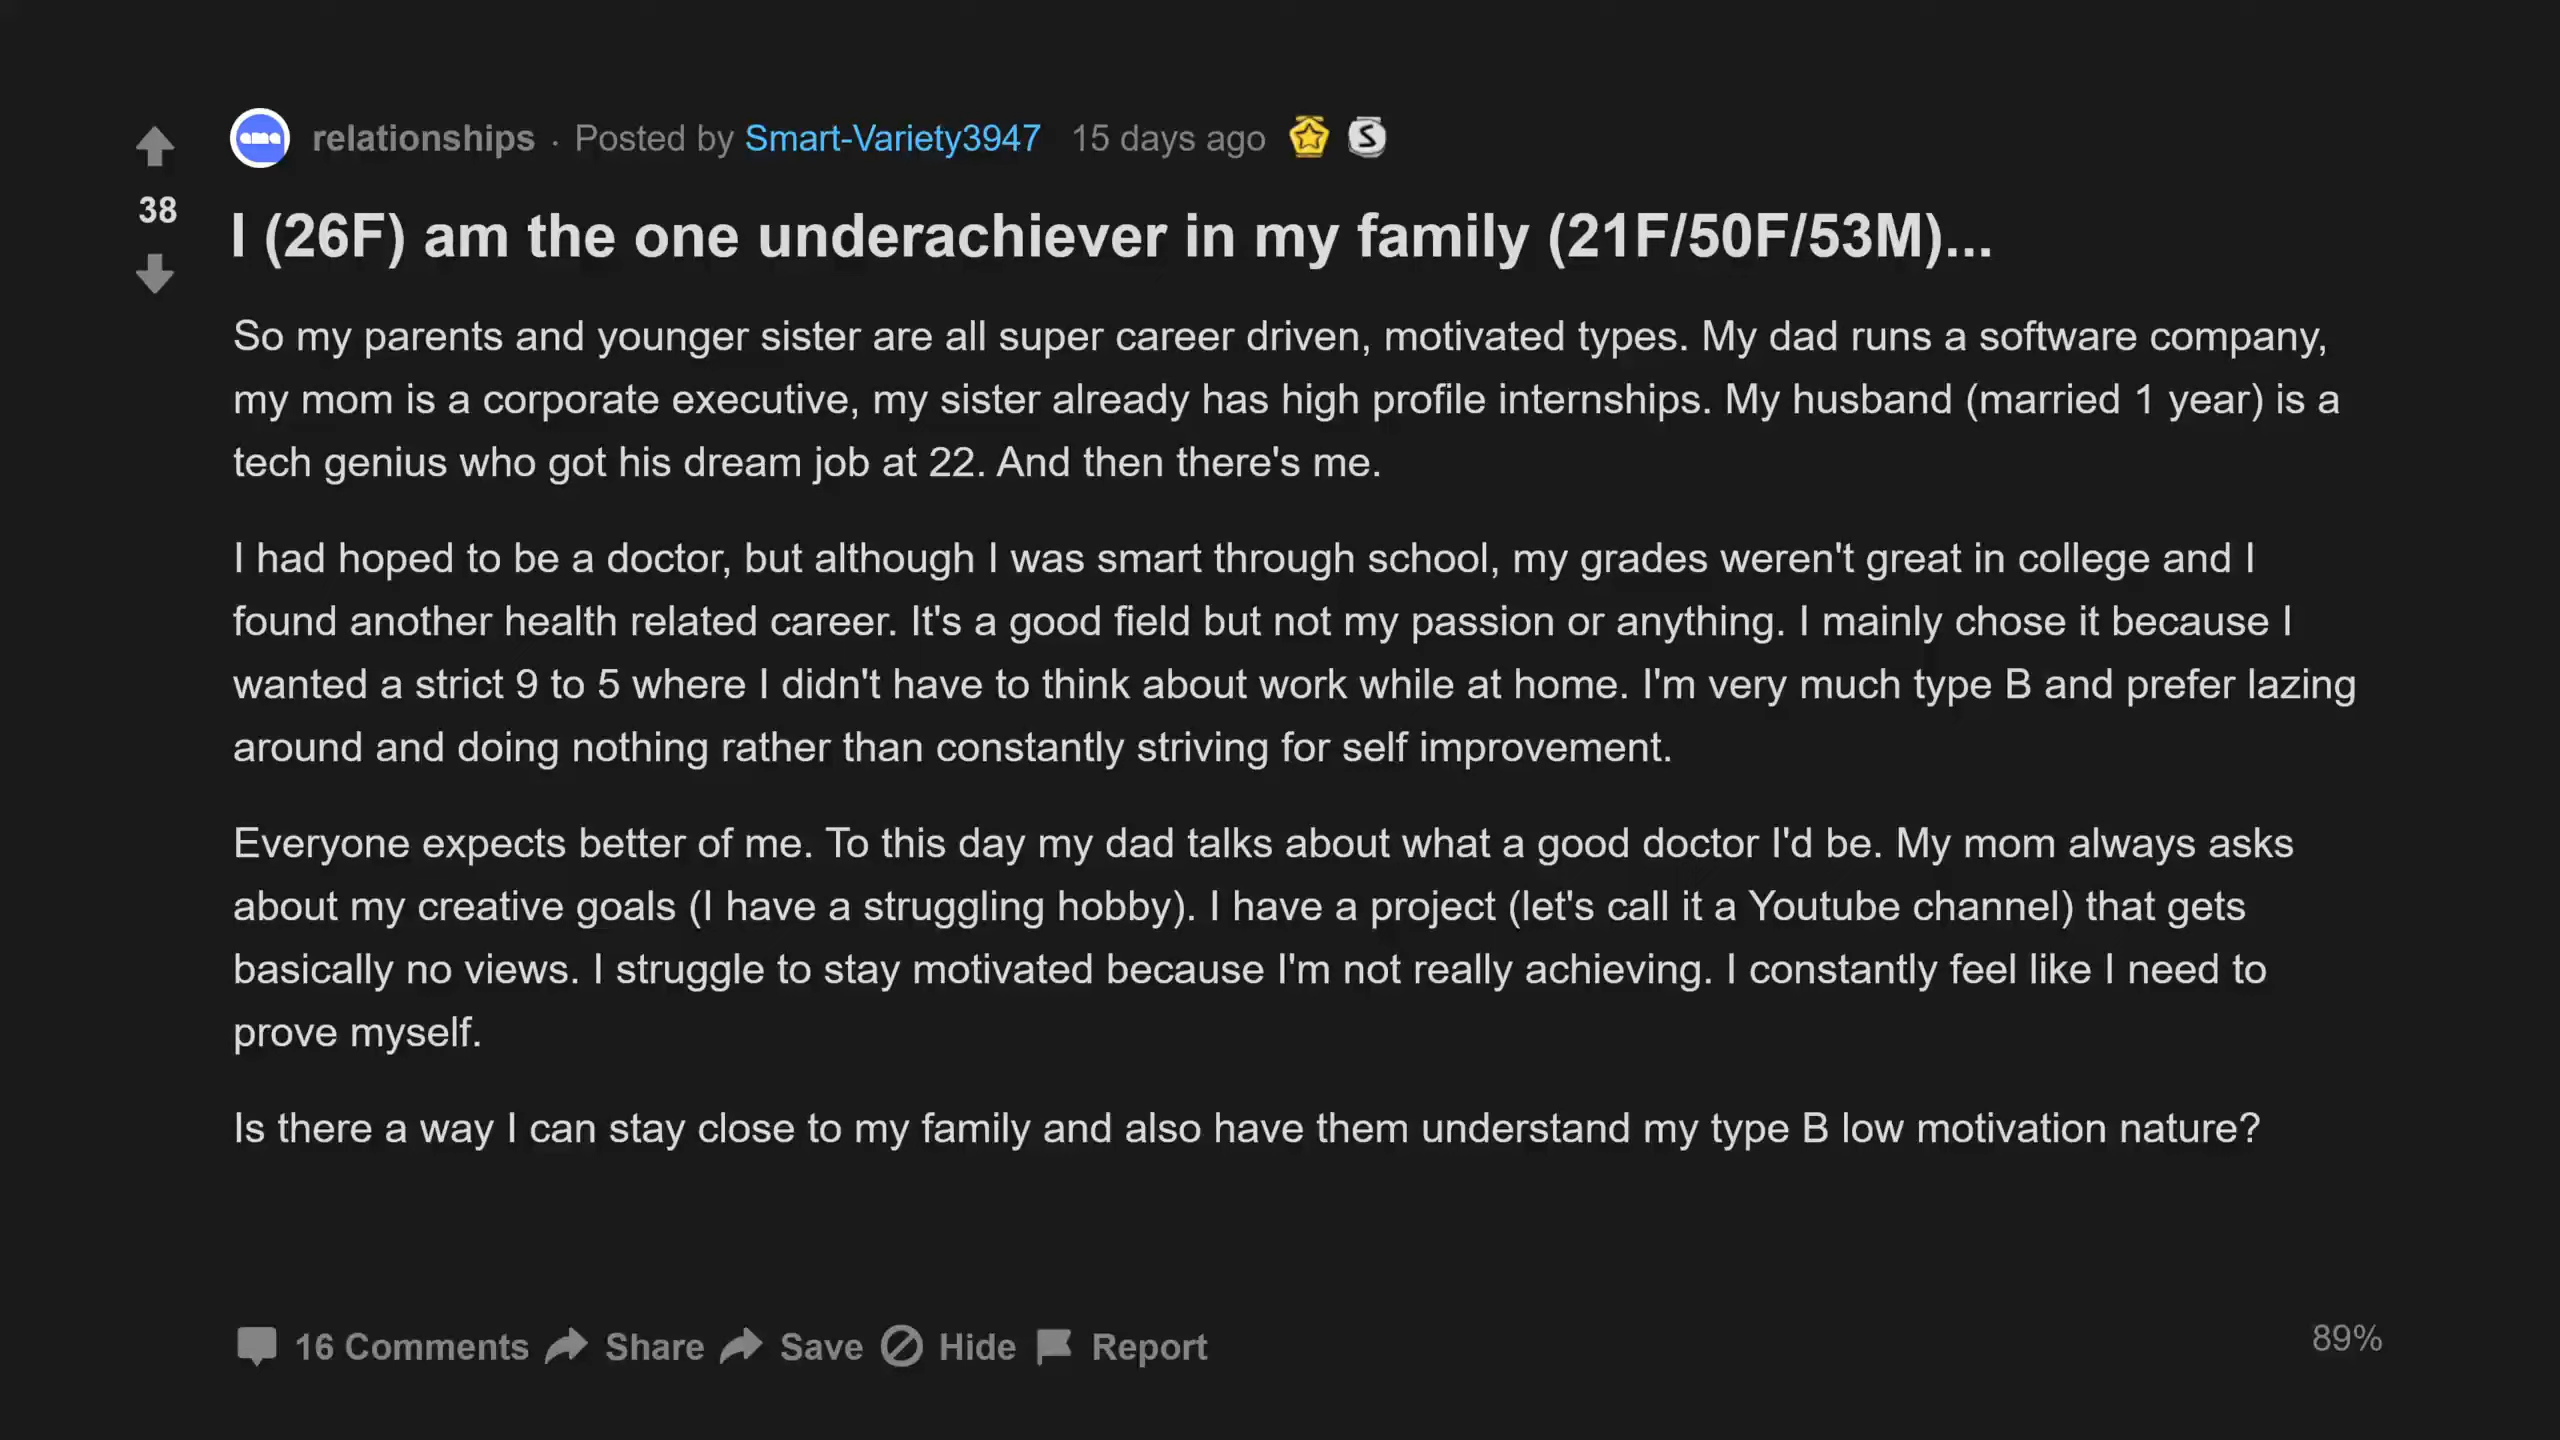 relationships · Posted by Smart-Variety3947 15 days ago
38
I (26F) am the one underachiever in my family (21F/50F/53M)...
So my parents and younger sister are all super career driven, motivated types. My dad runs a software company,
my mom is a corporate executive, my sister already has high profile internships. My husband (married 1 year) is a
tech genius who got his dream job at 22. And then there's me.
I had hoped to be a doctor, but although I was smart through school, my grades weren't great in college and I
found another health related career. It's a good field but not my passion or anything. I mainly chose it because I
wanted a strict 9 to 5 where I didn't have to think about work while at home. I'm very much type B and prefer lazing
around and doing nothing rather than constantly striving for self improvement.
Everyone expects better of me. To this day my dad talks about what a good doctor I'd be. My mom always asks
about my creative goals (I have a struggling hobby). I have a project (let's call it a Youtube channel) that gets
basically no views. I struggle to stay motivated because I'm not really achieving. I constantly feel like I need to
prove myself.
Is there a way I can stay close to my family and also have them understand my type B low motivation nature?
16 Comments Share Save Hide Report
89%